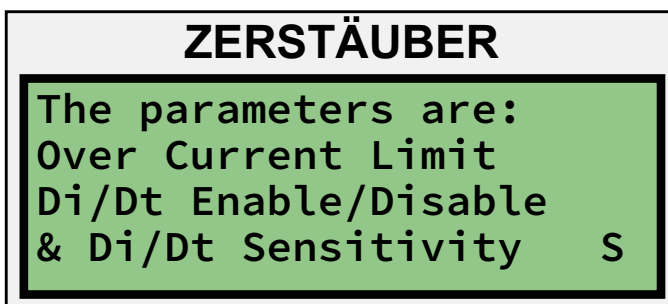 ZERSTÄUBER
The parameters are:
Over Current Limit
Di/Dt Enable/Disable
& Di/Dt Sensitivity S